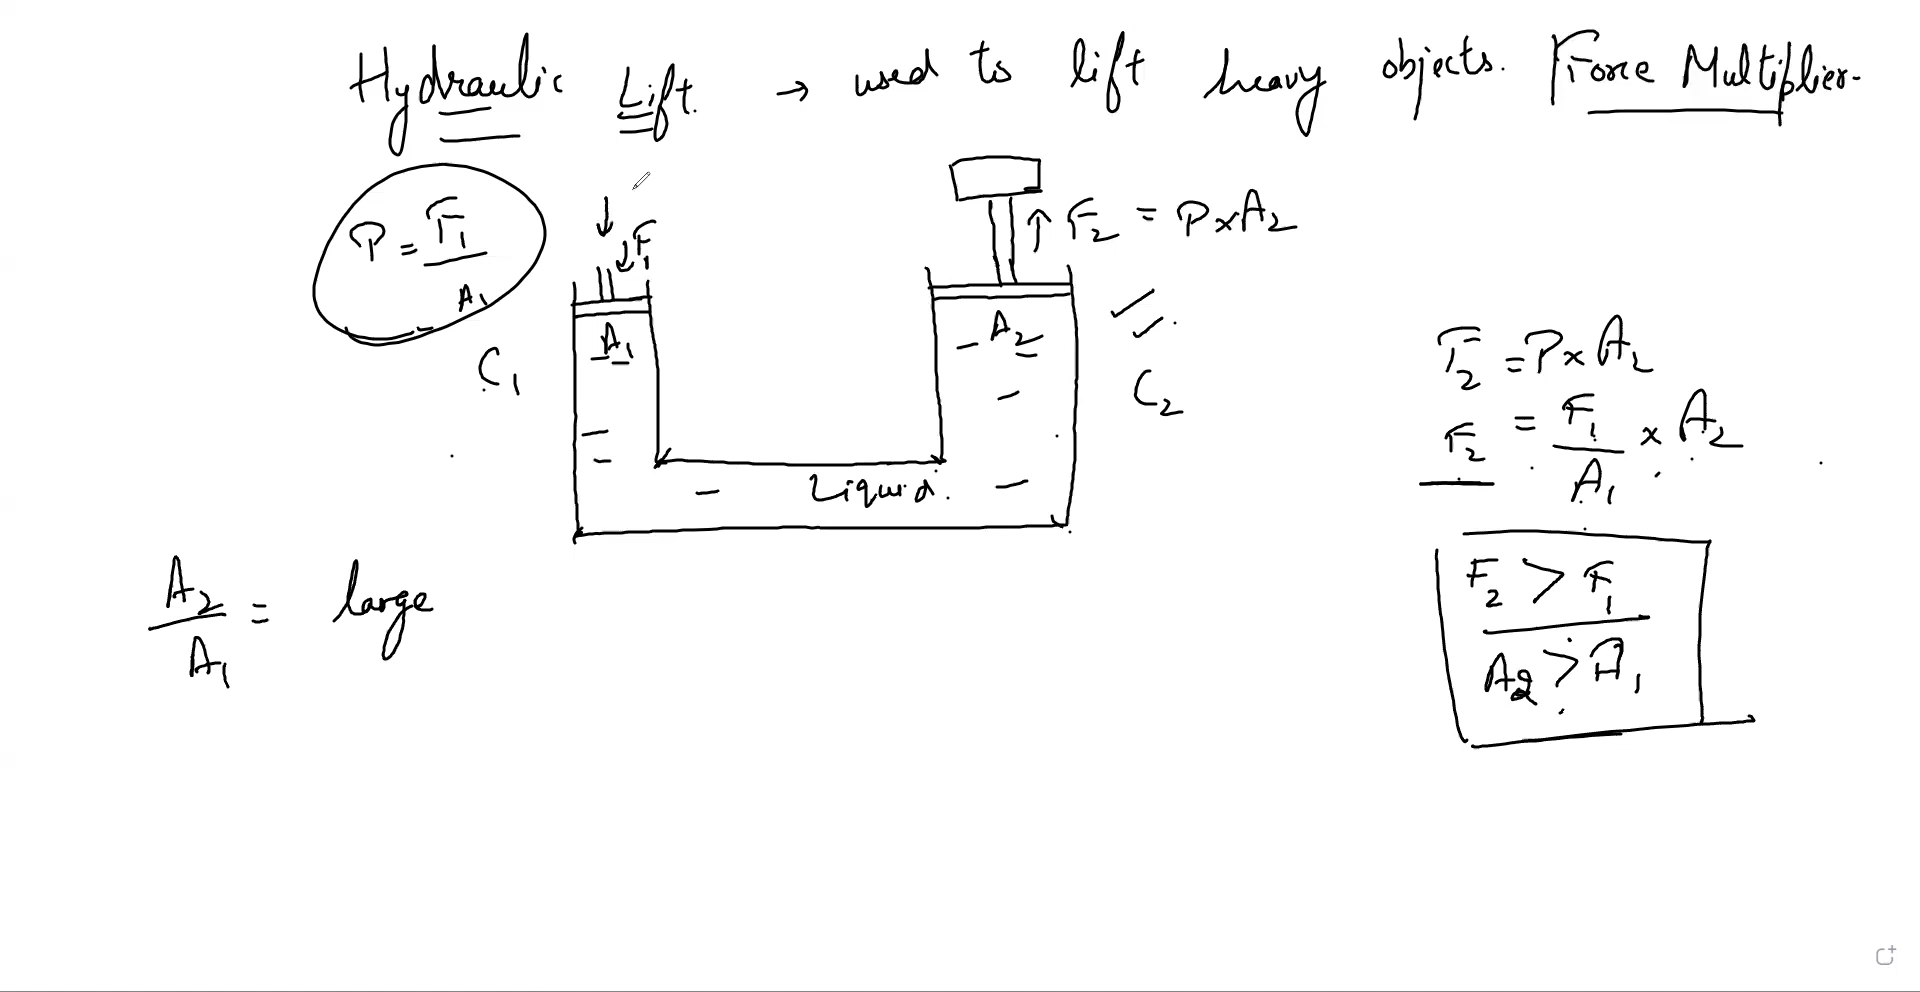 Hydraulic Lift. → used to lift heavy objects. Force Multiplier.
P = F₁ / A₁
F₁
F₂ = P × A₂
A₁
A₂
C₁
C₂
Liquid.
F₂ = P × A₂
F₂ = F₁ / A₁ × A₂
F₂ > F₁
A₂ > A₁
A₂ / A₁ = large